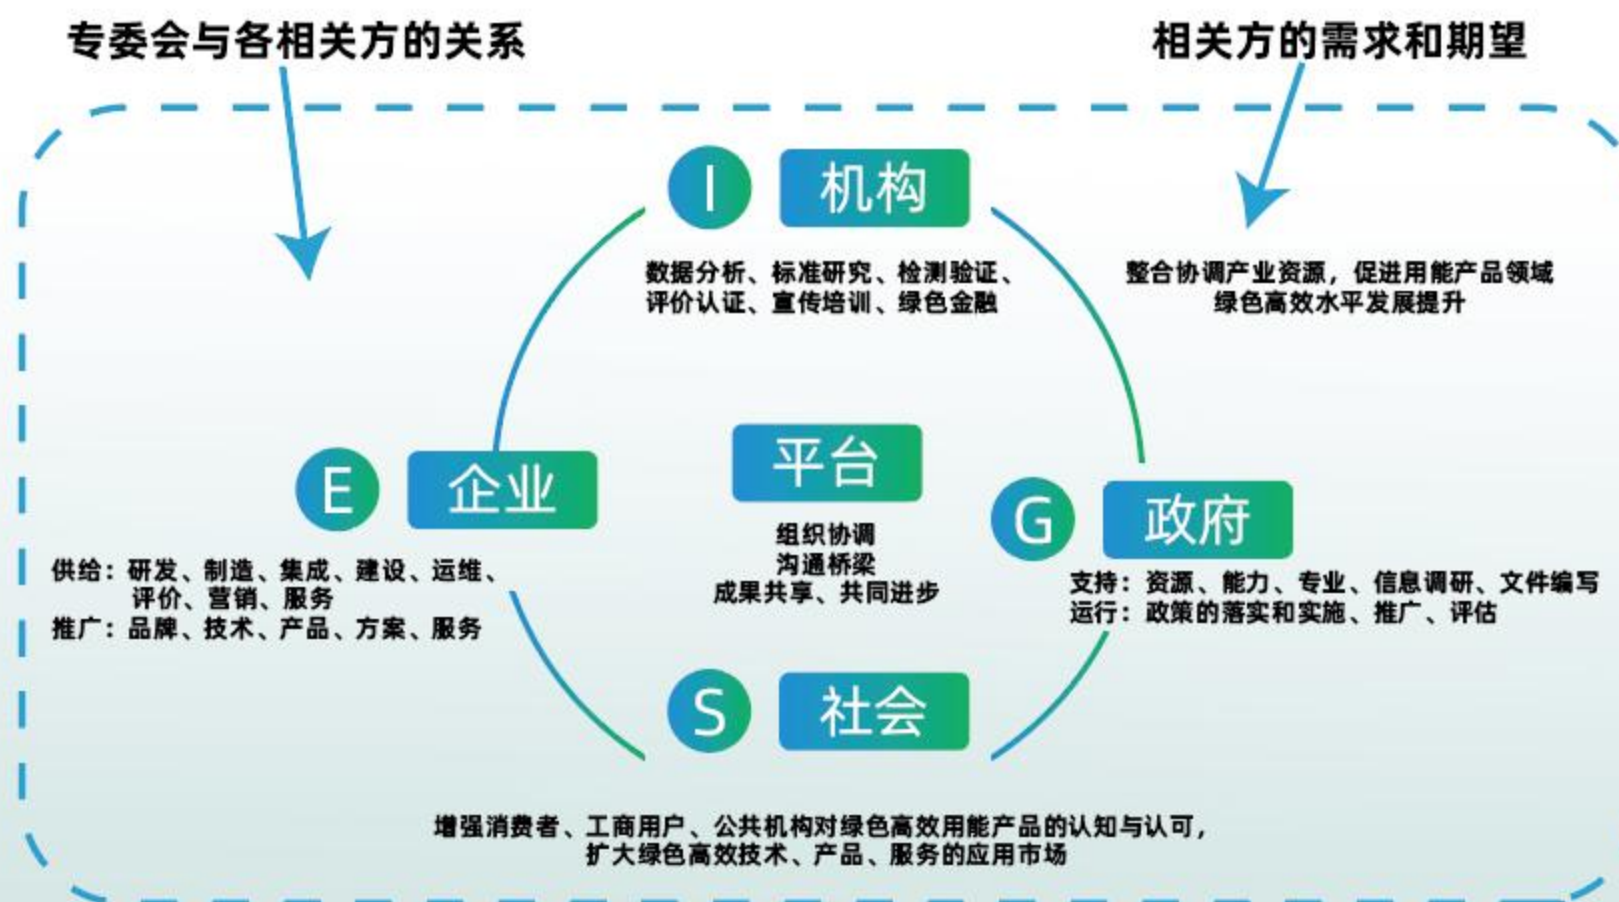 专委会与各相关方的关系
相关方的需求和期望
I 机构
数据分析、标准研究、检测验证、
评价认证、宣传培训、绿色金融
整合协调产业资源，促进用能产品领域
绿色高效水平发展提升
E 企业
供给：研发、制造、集成、建设、运维、
评价、营销、服务
推广：品牌、技术、产品、方案、服务
平台
组织协调
沟通桥梁
成果共享、共同进步
G 政府
支持：资源、能力、专业、信息调研、文件编写
运行：政策的落实和实施、推广、评估
S 社会
增强消费者、工商用户、公共机构对绿色高效用能产品的认知与认可，
扩大绿色高效技术、产品、服务的应用市场